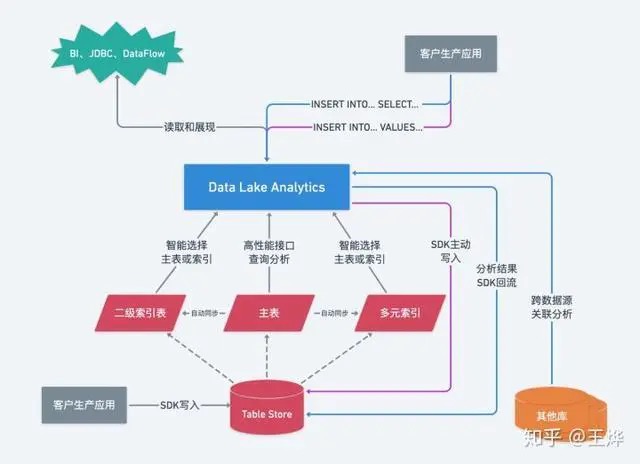 BI、JDBC、DataFlow
客户生产应用
INSERT INTO... SELECT...
读取和展现
INSERT INTO... VALUES...
Data Lake Analytics
智能选择
主表或索引
高性能接口
查询分析
智能选择
主表或索引
SDK主动
写入
分析结果
SDK回流
跨数据源
关联分析
二级索引表
自动同步
主表
自动同步
多元索引
客户生产应用
SDK写入
Table Store
其他库
知乎 @王烨